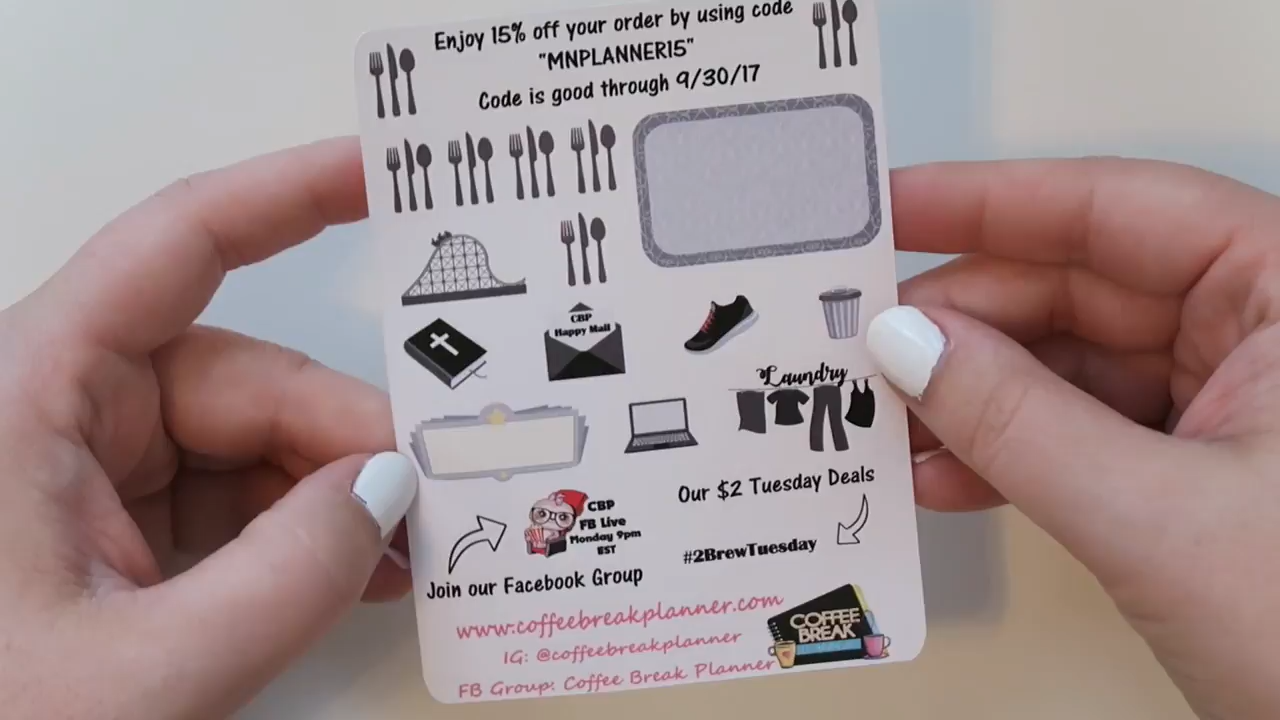 Enjoy 15% off your order by using code
"MNPLANNER15"
Code is good through 9/30/17
CBP
Happy Mail
Laundry
Our $2 Tuesday Deals
CBP
FB Live
Monday 9pm
EST
#2BrewTuesday
Join our Facebook Group
www.coffeebreakplanner.com
IG: @coffeebreakplanner
FB Group: Coffee Break Planner
COFFEE
BREAK